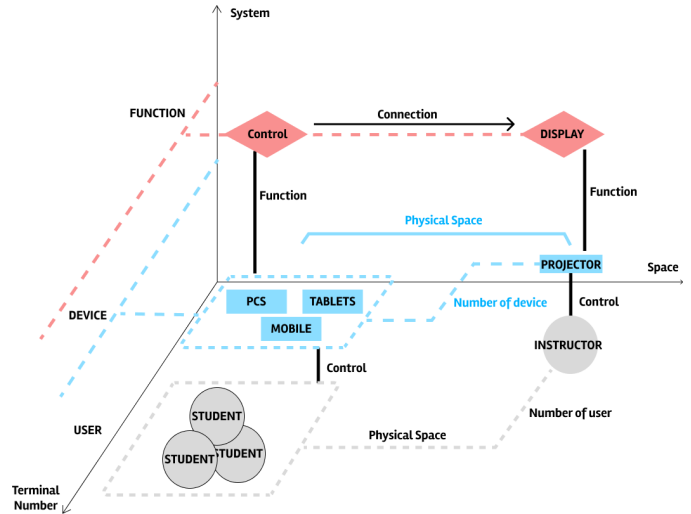 System
FUNCTION
Control
Connection
DISPLAY
Function
Function
Physical Space
PROJECTOR
Space
PCS
TABLETS
Number of device
Control
DEVICE
MOBILE
INSTRUCTOR
Control
STUDENT
Number of user
USER
Physical Space
STUDENT
STUDENT
Terminal
Number